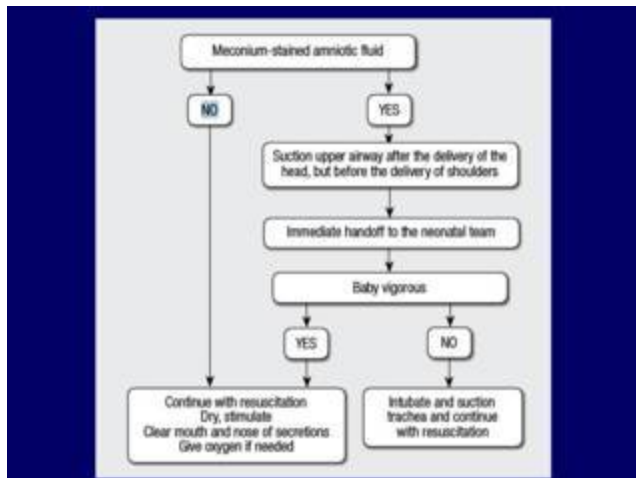 Meconium-stained amniotic fluid
NO
YES
Suction upper airway after the delivery of the
head, but before the delivery of shoulders
Immediate handoff to the neonatal team
Baby vigorous
YES
NO
Continue with resuscitation
Dry, stimulate
Clear mouth and nose of secretions
Give oxygen if needed
Intubate and suction
trachea and continue
with resuscitation